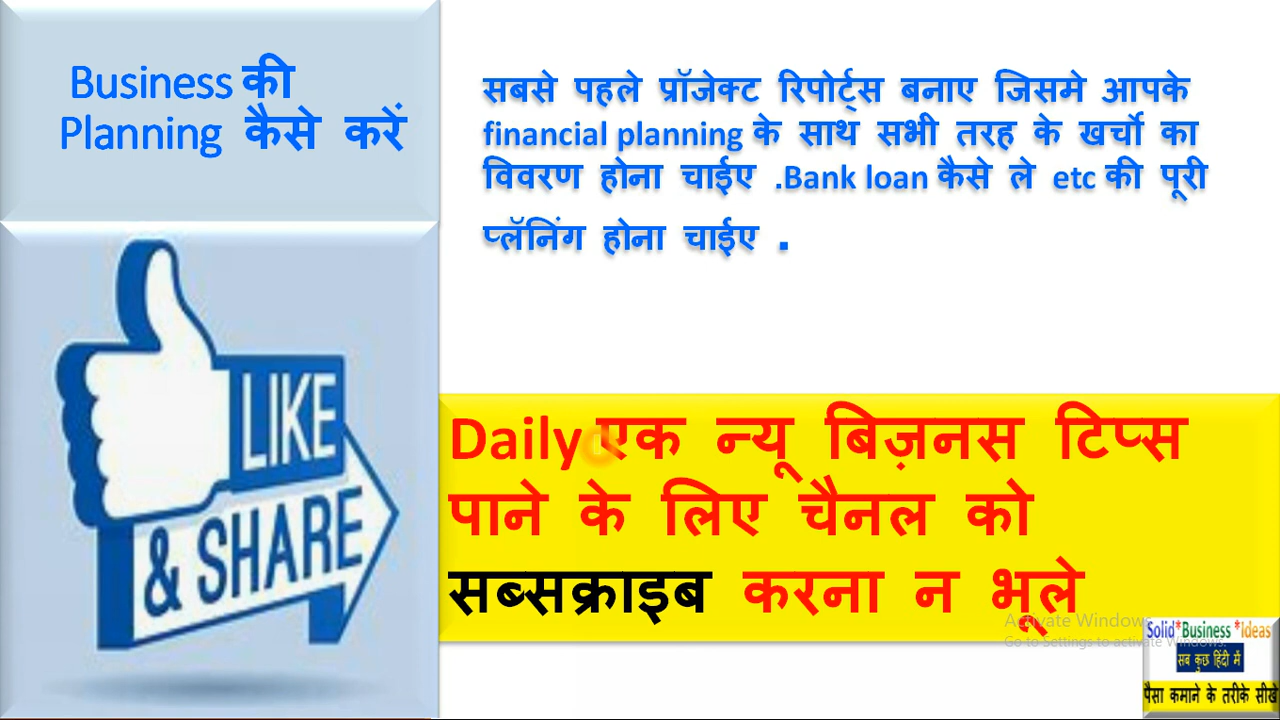 Business की
Planning कैसे करें
सबसे पहले प्रॉजेक्ट रिपोर्ट्स बनाए जिसमे आपके
financial planning के साथ सभी तरह के खर्चो का
विवरण होना चाईए .Bank loan कैसे ले etc की पूरी
प्लॅनिंग होना चाईए .
LIKE
& SHARE
Daily एक न्यू बिज़नस टिप्स
पाने के लिए चैनल को
सब्सक्राइब करना न भूले
Activate Windows
Go to Settings to activate Windows.
Solid*Business *Ideas
सब कुछ हिंदी में
पैसा कमाने के तरीके सीखे